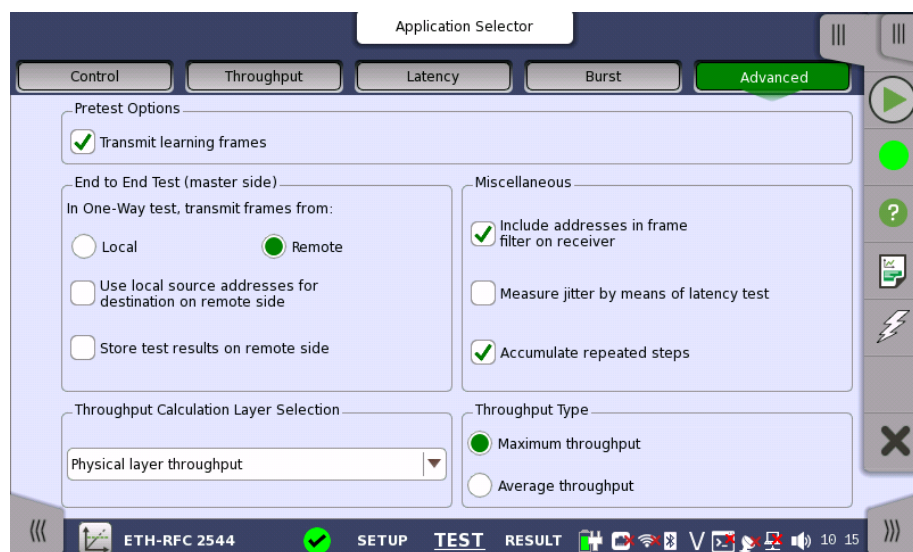 Application Selector
Control
Throughput
Latency
Burst
Advanced
Pretest Options
Transmit learning frames
End to End Test (master side)
In One-Way test, transmit frames from:
Local
Remote
Use local source addresses for
destination on remote side
Store test results on remote side
Miscellaneous
Include addresses in frame
filter on receiver
Measure jitter by means of latency test
Accumulate repeated steps
Throughput Calculation Layer Selection
Physical layer throughput
Throughput Type
Maximum throughput
Average throughput
ETH-RFC 2544
SETUP
TEST
RESULT
V
10 15